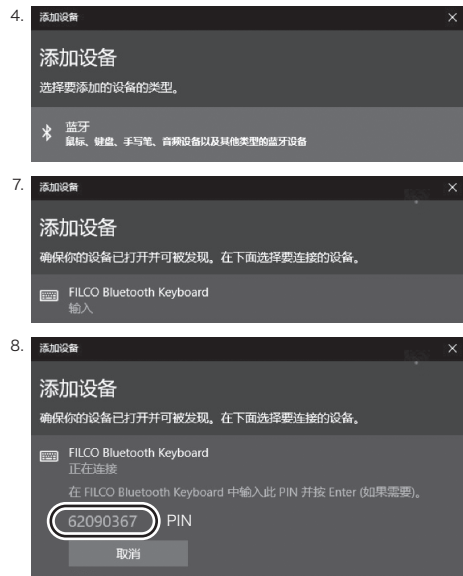 4. 添加设备
添加设备
选择要添加的设备的类型。
蓝牙
鼠标、键盘、手写笔、音频设备以及其他类型的蓝牙设备
7. 添加设备
添加设备
确保你的设备已打开并可被发现。在下面选择要连接的设备。
FILCO Bluetooth Keyboard
输入
8. 添加设备
添加设备
确保你的设备已打开并可被发现。在下面选择要连接的设备。
FILCO Bluetooth Keyboard
正在连接
在 FILCO Bluetooth Keyboard 中输入此 PIN 并按 Enter (如果需要)。
62090367 PIN
取消